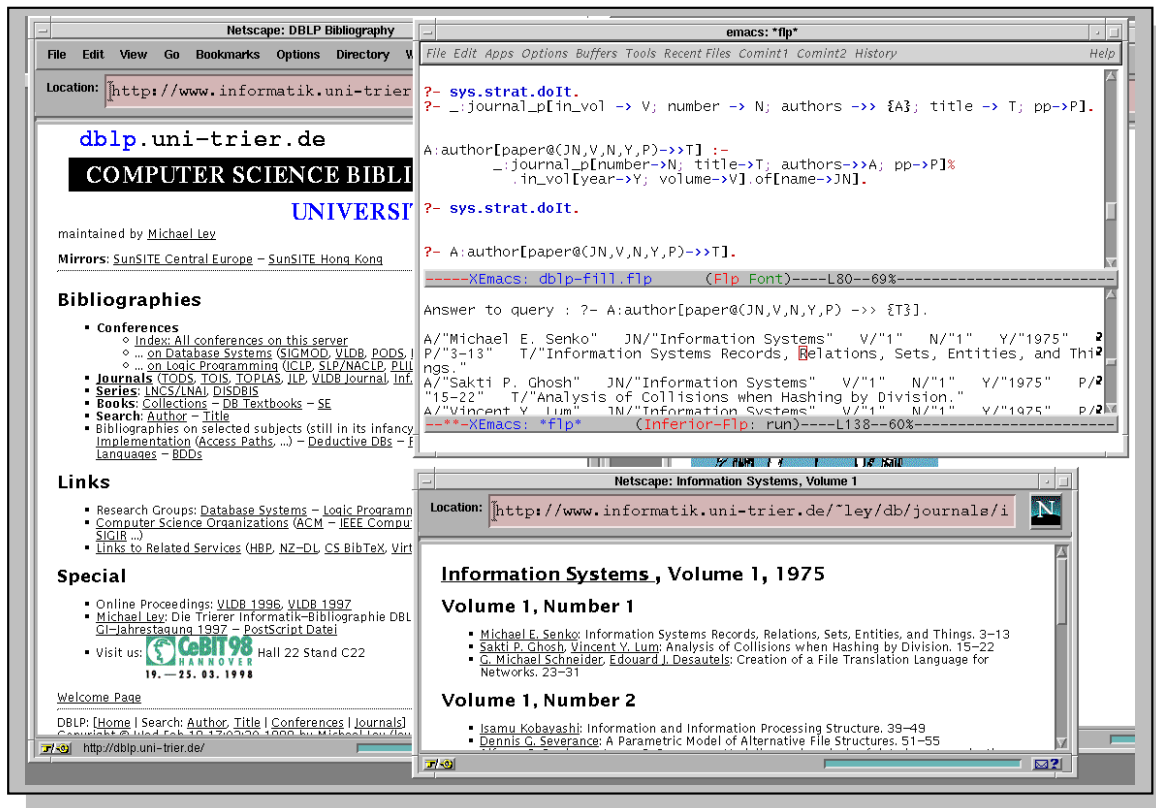 Netscape: DBLP Bibliography
File Edit View Go Bookmarks Options Directory
Location: http://www.informatik.uni-trier
dblp.uni-trier.de
COMPUTER SCIENCE BIBLI
UNIVERSI
maintained by Michael Ley
Mirrors: SunSITE Central Europe – SunSITE Hong Kong
Bibliographies
▪ Conferences
⋄ Index: All conferences on this server
⋄ ... on Database Systems (SIGMOD, VLDB, PODS,
⋄ ... on Logic Programming (ICLP, SLP/NACLP, PLIL
▪ Journals (TODS, TOIS, TOPLAS, JLP, VLDB Journal, Inf.
▪ Series: LNCS/LNAI, DISDBIS
▪ Books: Collections – DB Textbooks – SE
▪ Search: Author – Title
▪ Bibliographies on selected subjects (still in its infancy
Implementation (Access Paths, ...) – Deductive DBs –
Languages – BDDs
Links
▪ Research Groups: Database Systems – Logic Programm
▪ Computer Science Organizations (ACM – IEEE Compu
SIGIR ...)
▪ Links to Related Services (HBP, NZ–DL, CS BibTeX, Virt
Special
▪ Online Proceedings: VLDB 1996, VLDB 1997
▪ Michael Ley: Die Trierer Informatik–Bibliographie DBL
GI–Jahrestagung 1997 – PostScript Datei
▪ Visit us: CeBIT 98 HANNOVER Hall 22 Stand C22
19. — 25. 03. 1998
Welcome Page
DBLP: [Home | Search: Author, Title | Conferences | Journals]
http://dblp.uni-trier.de/
emacs: *flp*
File Edit Apps Options Buffers Tools Recent Files Comint1 Comint2 History Help
?- sys.strat.doIt.
?- _:journal_p[in_vol -> V; number -> N; authors ->> {A}; title -> T; pp->P].
A:author[paper@(JN,V,N,Y,P)->>T] :-
_:journal_p[number->N; title->T; authors->>A; pp->P]%
.in_vol[year->Y; volume->V].of[name->JN].
?- sys.strat.doIt.
?- A:author[paper@(JN,V,N,Y,P)->>T].
-----XEmacs: dblp-fill.flp (Flp Font)----L80--69%-----------------------
Answer to query : ?- A:author[paper@(JN,V,N,Y,P) ->> {T}].
A/"Michael E. Senko" JN/"Information Systems" V/"1" N/"1" Y/"1975"
P/"3-13" T/"Information Systems Records, Relations, Sets, Entities, and Thi
ngs."
A/"Sakti P. Ghosh" JN/"Information Systems" V/"1" N/"1" Y/"1975" P/
"15-22" T/"Analysis of Collisions when Hashing by Division."
A/"Vincent Y. Lum" JN/"Information Systems" V/"1" N/"1" Y/"1975" P/
--**-XEmacs: *flp* (Inferior-Flp: run)----L138--60%---------------------
Netscape: Information Systems, Volume 1
Location: http://www.informatik.uni-trier.de/~ley/db/journals/i
N
Information Systems , Volume 1, 1975
Volume 1, Number 1
▪ Michael E. Senko: Information Systems Records, Relations, Sets, Entities, and Things. 3–13
▪ Sakti P. Ghosh, Vincent Y. Lum: Analysis of Collisions when Hashing by Division. 15–22
▪ G. Michael Schneider, Edouard J. Desautels: Creation of a File Translation Language for
Networks. 23–31
Volume 1, Number 2
▪ Isamu Kobayashi: Information and Information Processing Structure. 39–49
▪ Dennis G. Severance: A Parametric Model of Alternative File Structures. 51–55